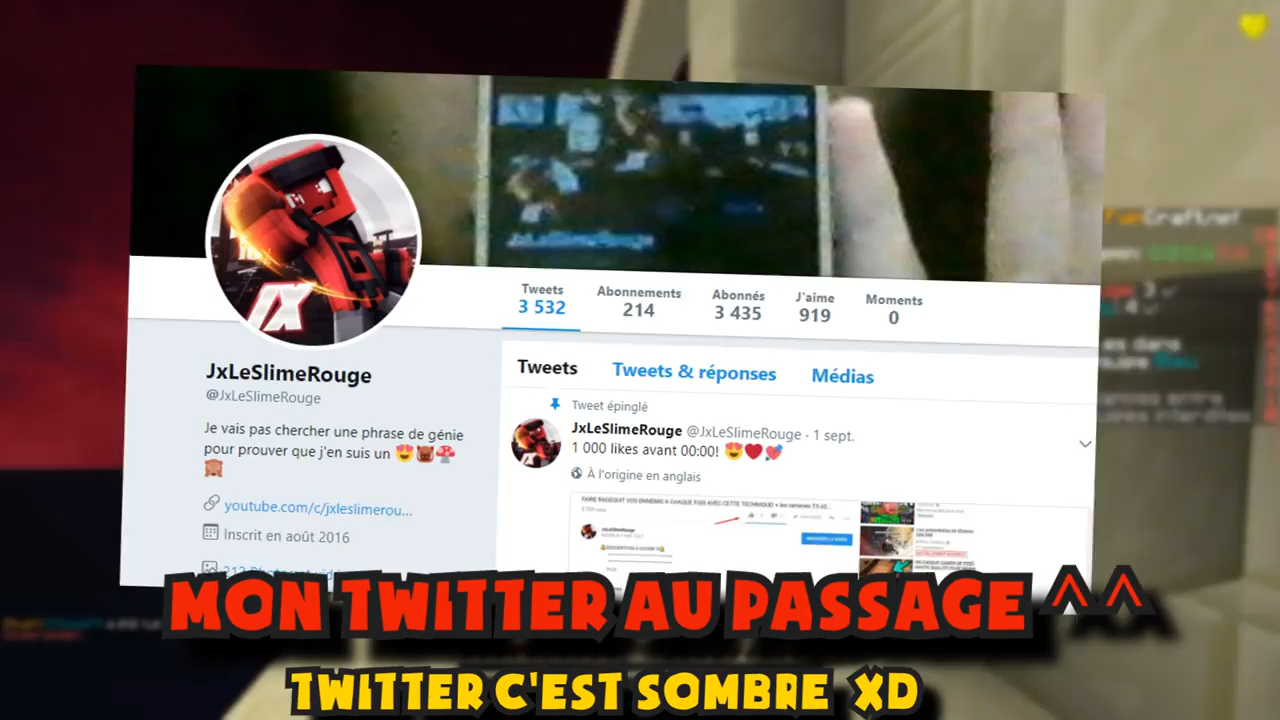 Tweets
3 532
Abonnements
214
Abonnés
3 435
J'aime
919
Moments
0
JX
JxLeSlimeRouge
@JxLeSlimeRouge
Je vais pas chercher une phrase de génie
pour prouver que j'en suis un 😍🐻🍄
🙈
youtube.com/c/jxleslimerou...
Inscrit en août 2016
Tweets Tweets & réponses Médias
Tweet épinglé
JxLeSlimeRouge @JxLeSlimeRouge · 1 sept.
1 000 likes avant 00:00! 😍❤️💘
À l'origine en anglais
JxLeSlimeRouge
MON TWITTER AU PASSAGE ^^
TWITTER C'EST SOMBRE XD